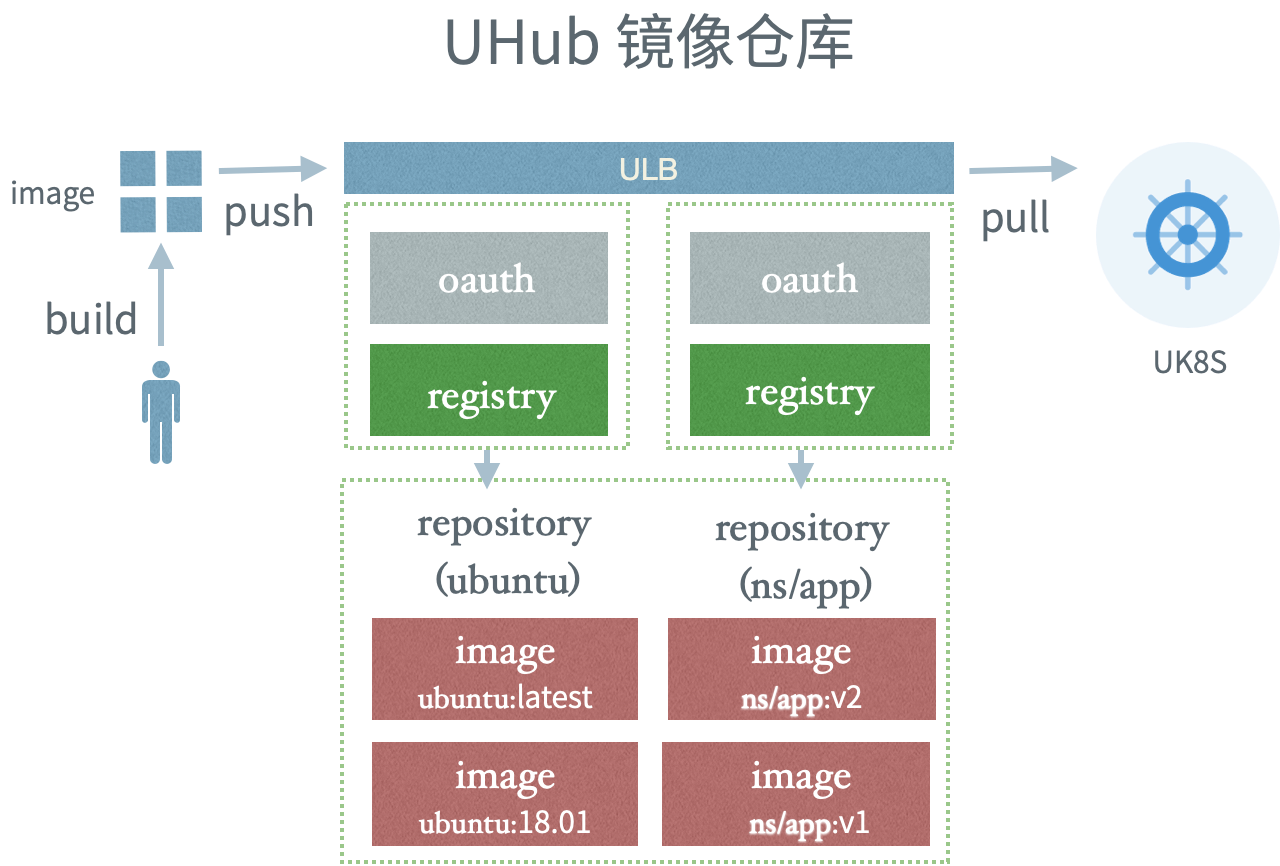 UHub 镜像仓库
image
build
push
ULB
pull
UK8S
oauth
registry
oauth
registry
repository
(ubuntu)
image
ubuntu:latest
image
ubuntu:18.01
repository
(ns/app)
image
ns/app:v2
image
ns/app:v1